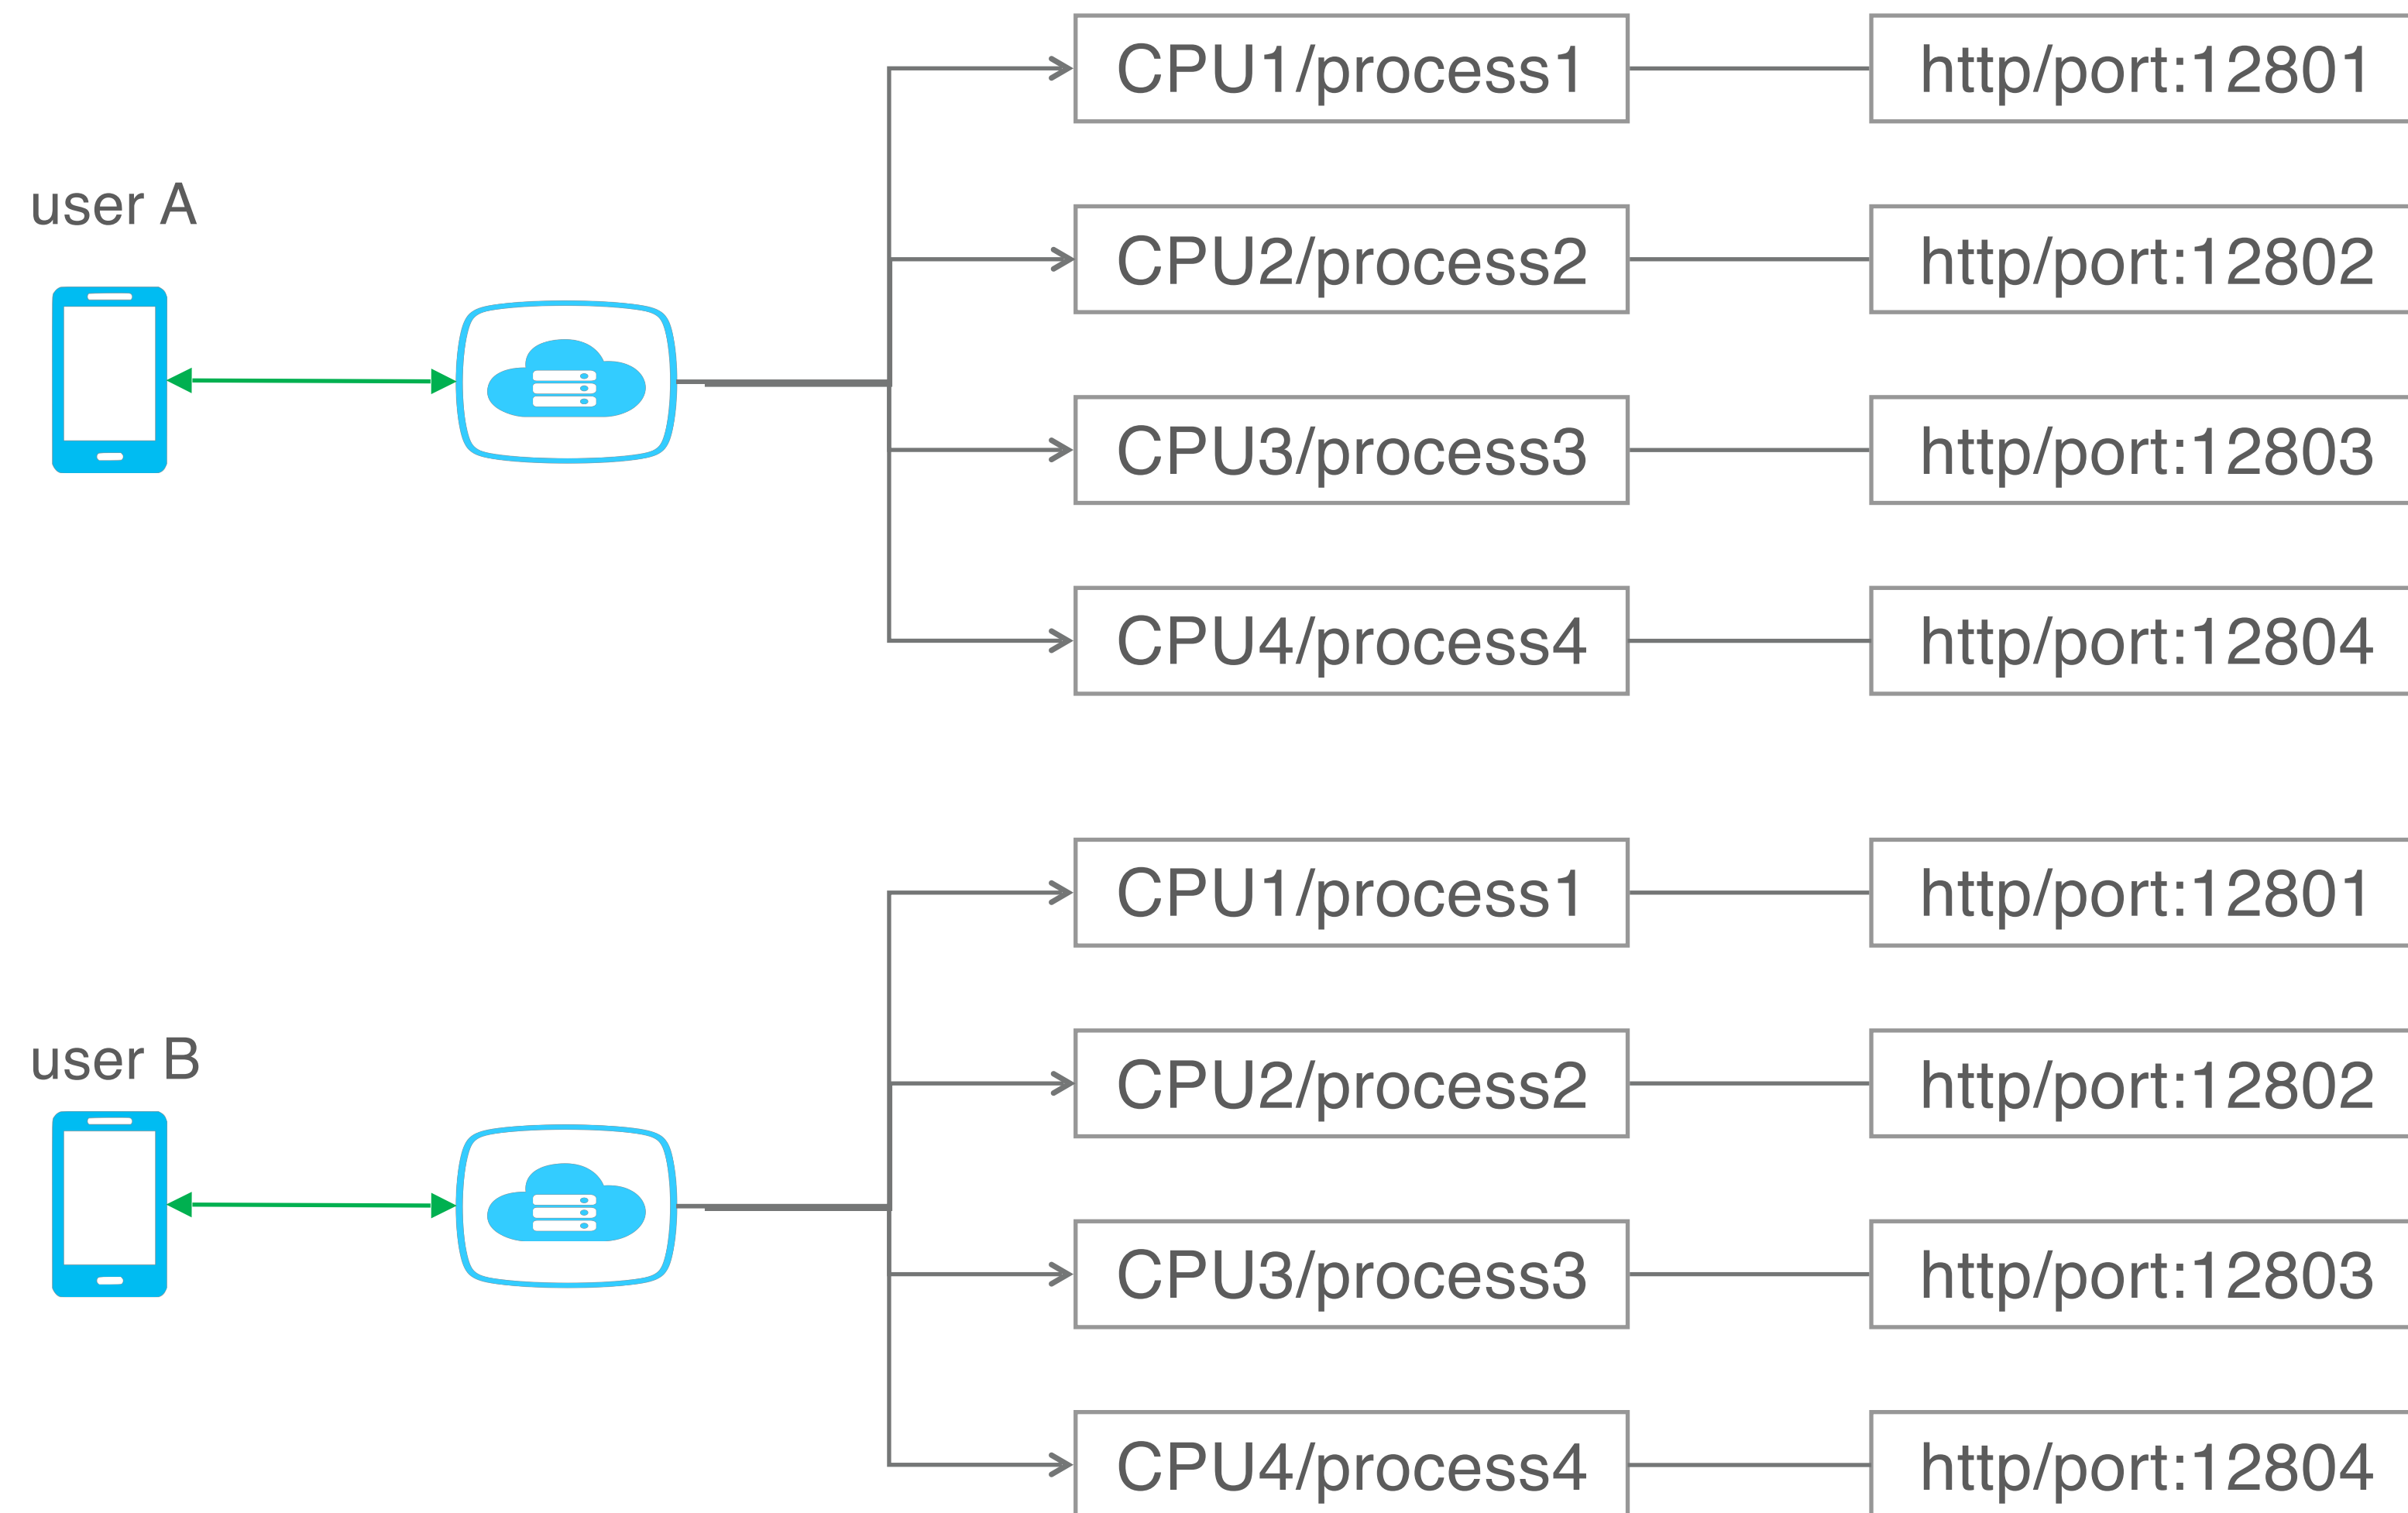 CPU1/process1 http/port:12801
user A
CPU2/process2 http/port:12802
CPU3/process3 http/port:12803
CPU4/process4 http/port:12804
CPU1/process1 http/port:12801
user B
CPU2/process2 http/port:12802
CPU3/process3 http/port:12803
CPU4/process4 http/port:12804